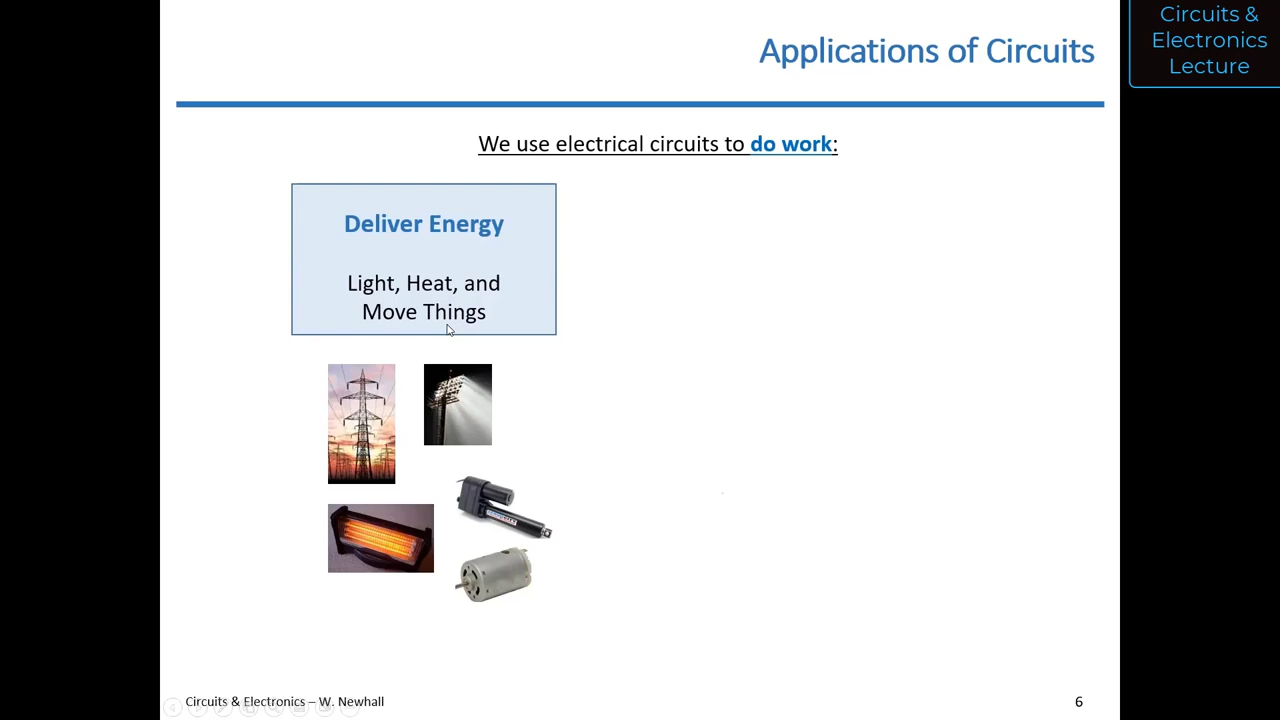 Applications of Circuits
Circuits &
Electronics
Lecture
We use electrical circuits to do work:
Deliver Energy
Light, Heat, and
Move Things
Circuits & Electronics – W. Newhall
6